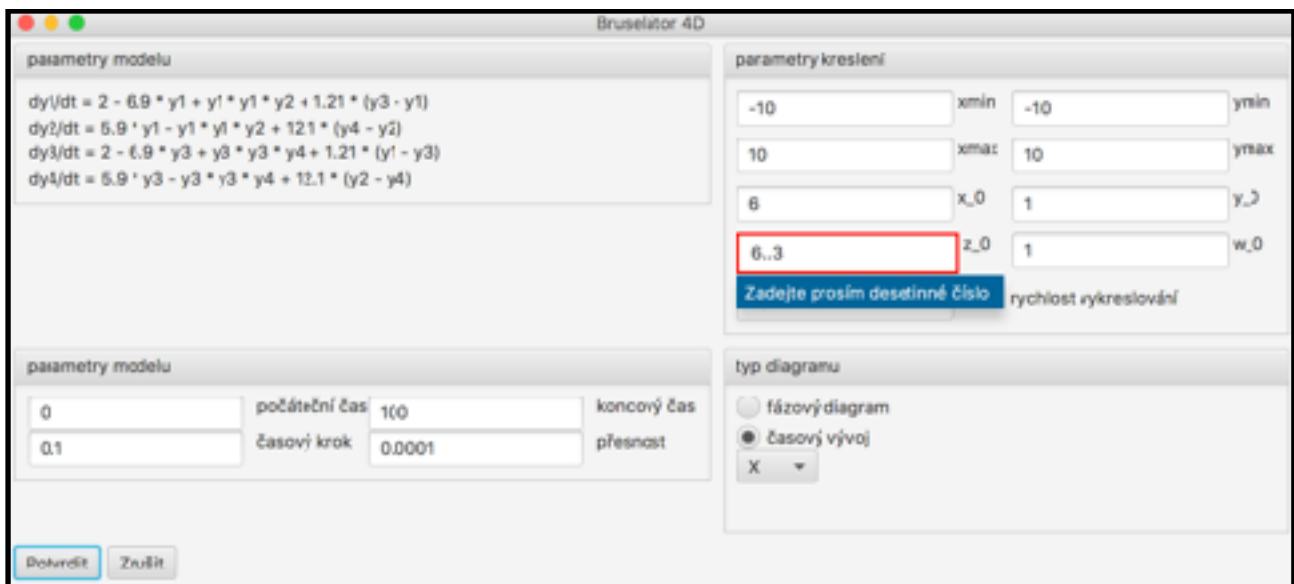 Bruselator 4D
parametry modelu
dy1/dt = 2 - 6.9 * y1 + y1 * y1 * y2 + 1.21 * (y3 - y1)
dy2/dt = 5.9 * y1 - y1 * y1 * y2 + 12.1 * (y4 - y2)
dy3/dt = 2 - 6.9 * y3 + y3 * y3 * y4 + 1.21 * (y1 - y3)
dy4/dt = 5.9 * y3 - y3 * y3 * y4 + 12.1 * (y2 - y4)
parametry kreslení
-10 xmin -10 ymin
10 xmax 10 ymax
6 x_0 1 y_0
6..3 z_0 1 w_0
Zadejte prosím desetinné číslo
rychlost vykreslování
parametry modelu
0 počáteční čas 100 koncový čas
0.1 časový krok 0.0001 přesnost
typ diagramu
fázový diagram
časový vývoj
X
Potvrdit Zrušit